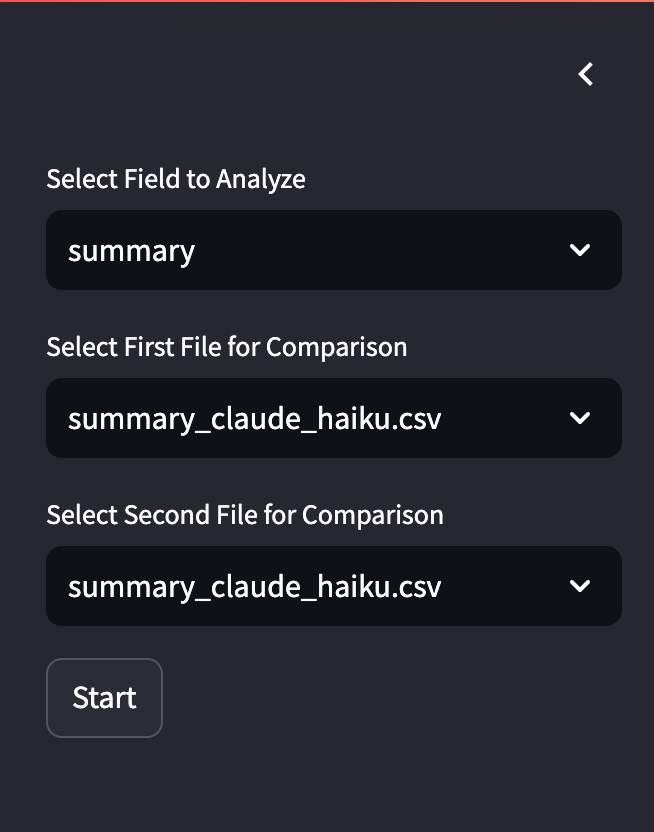 Select Field to Analyze
summary
Select First File for Comparison
summary_claude_haiku.csv
Select Second File for Comparison
summary_claude_haiku.csv
Start